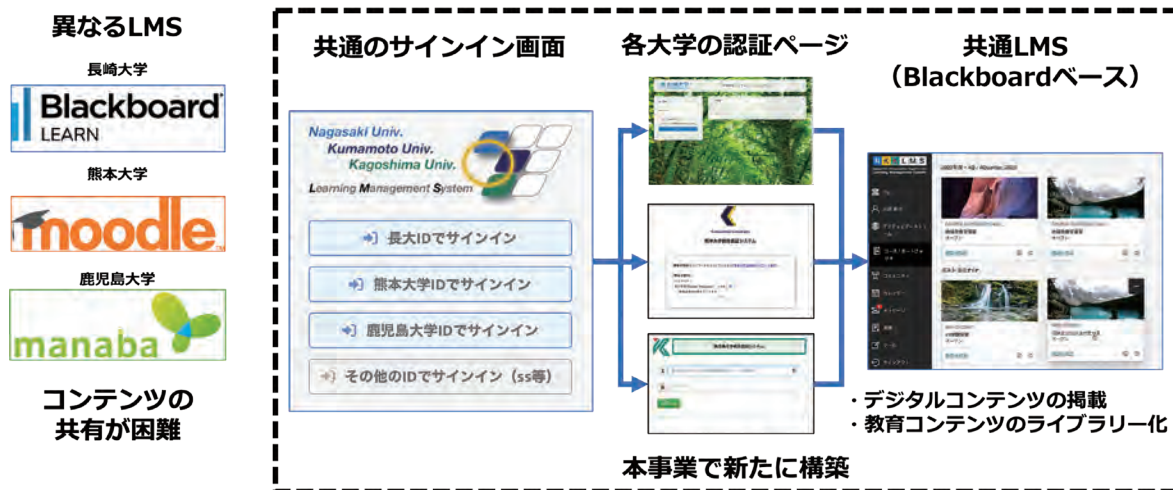 異なるLMS
長崎大学
Blackboard
LEARN
熊本大学
moodle
鹿児島大学
manaba
コンテンツの
共有が困難
共通のサインイン画面
Nagasaki Univ.
Kumamoto Univ.
Kagoshima Univ.
Learning Management System
長大IDでサインイン
熊本大学IDでサインイン
鹿児島大学IDでサインイン
その他のIDでサインイン（ss等）
各大学の認証ページ
共通LMS
（Blackboardベース）
NKK LMS
・デジタルコンテンツの掲載
・教育コンテンツのライブラリー化
本事業で新たに構築